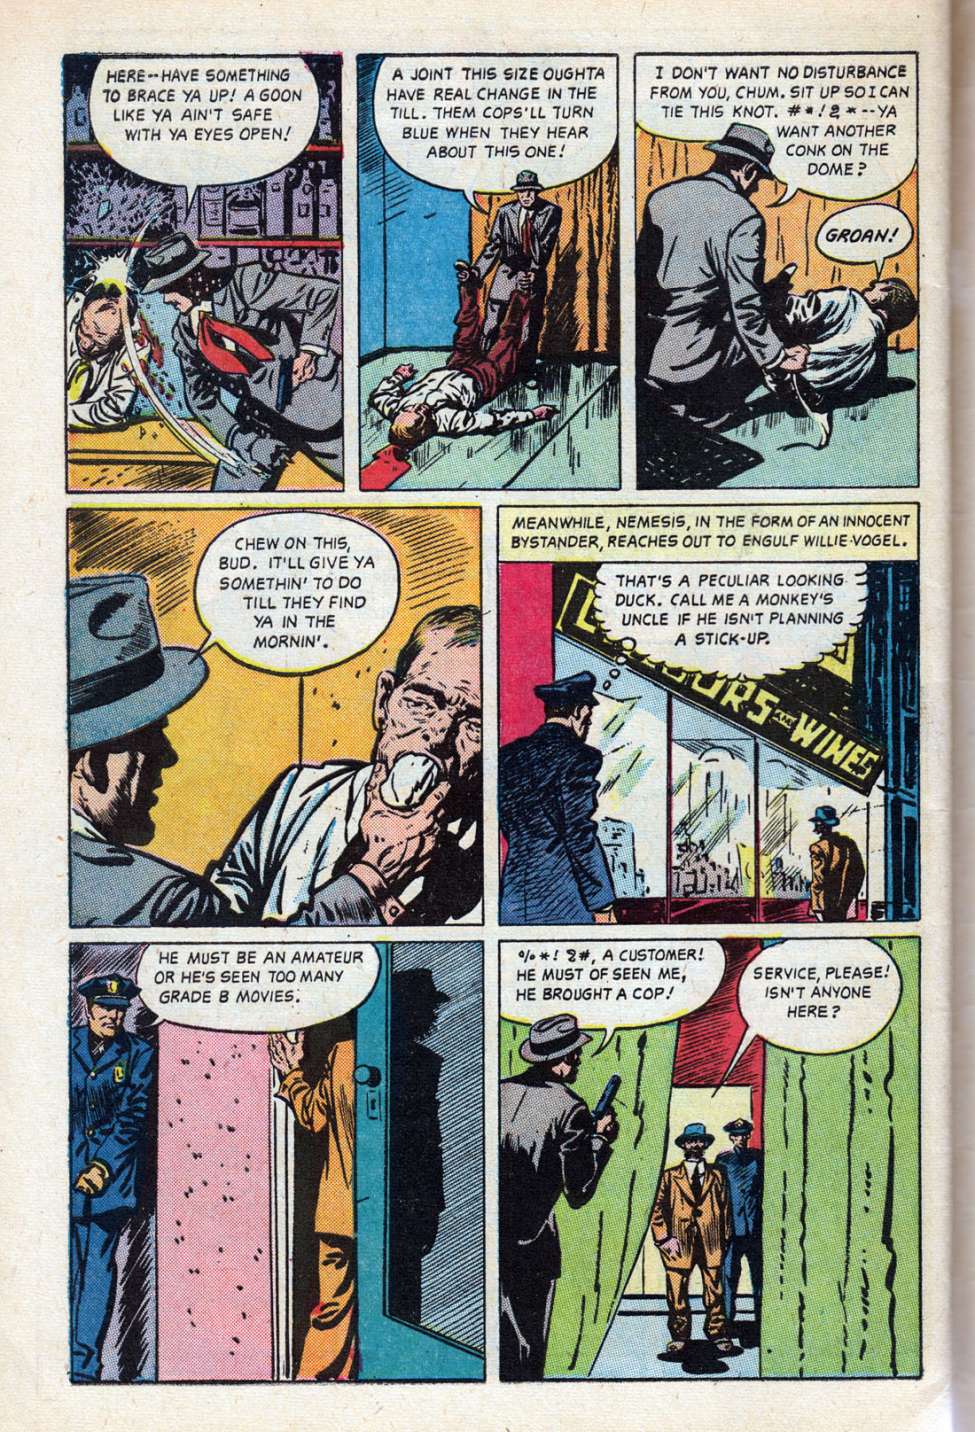 HERE--HAVE SOMETHING
TO BRACE YA UP! A GOON
LIKE YA AIN'T SAFE
WITH YA EYES OPEN!
A JOINT THIS SIZE OUGHTA
HAVE REAL CHANGE IN THE
TILL. THEM COPS'LL TURN
BLUE WHEN THEY HEAR
ABOUT THIS ONE!
I DON'T WANT NO DISTURBANCE
FROM YOU, CHUM. SIT UP SO I CAN
TIE THIS KNOT. #*!2*--YA
WANT ANOTHER
CONK ON THE
DOME?
GROAN!
CHEW ON THIS,
BUD. IT'LL GIVE YA
SOMETHIN' TO DO
TILL THEY FIND
YA IN THE
MORNIN'.
MEANWHILE, NEMESIS, IN THE FORM OF AN INNOCENT
BYSTANDER, REACHES OUT TO ENGULF WILLIE VOGEL.
THAT'S A PECULIAR LOOKING
DUCK. CALL ME A MONKEY'S
UNCLE IF HE ISN'T PLANNING
A STICK-UP.
AND WINES
HE MUST BE AN AMATEUR
OR HE'S SEEN TOO MANY
GRADE B MOVIES.
%*!2#, A CUSTOMER!
HE MUST OF SEEN ME,
HE BROUGHT A COP!
SERVICE, PLEASE!
ISN'T ANYONE
HERE?